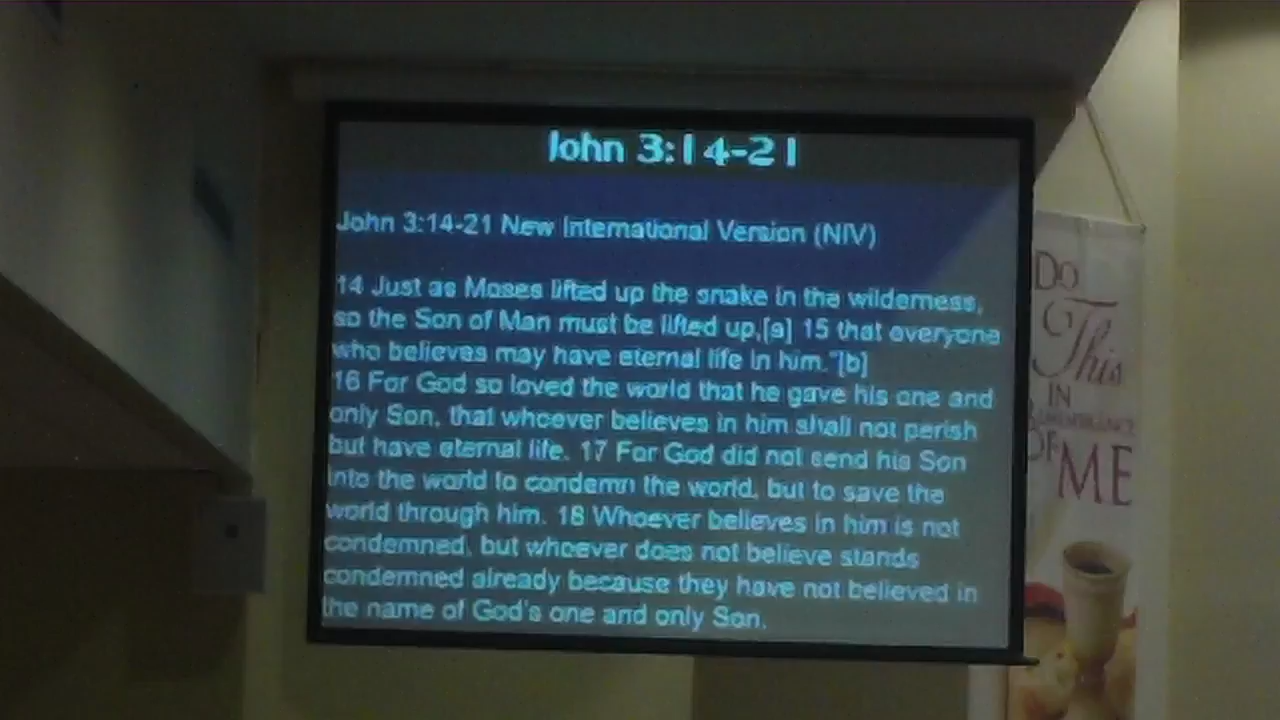 John 3:14-21
John 3:14-21 New International Version (NIV)
14 Just as Moses lifted up the snake in the wilderness,
so the Son of Man must be lifted up,[a] 15 that everyone
who believes may have eternal life in him."[b]
16 For God so loved the world that he gave his one and
only Son, that whoever believes in him shall not perish
but have eternal life. 17 For God did not send his Son
into the world to condemn the world, but to save the
world through him. 18 Whoever believes in him is not
condemned, but whoever does not believe stands
condemned already because they have not believed in
the name of God's one and only Son.
DO
This
IN
REMEMBRANCE
OF ME